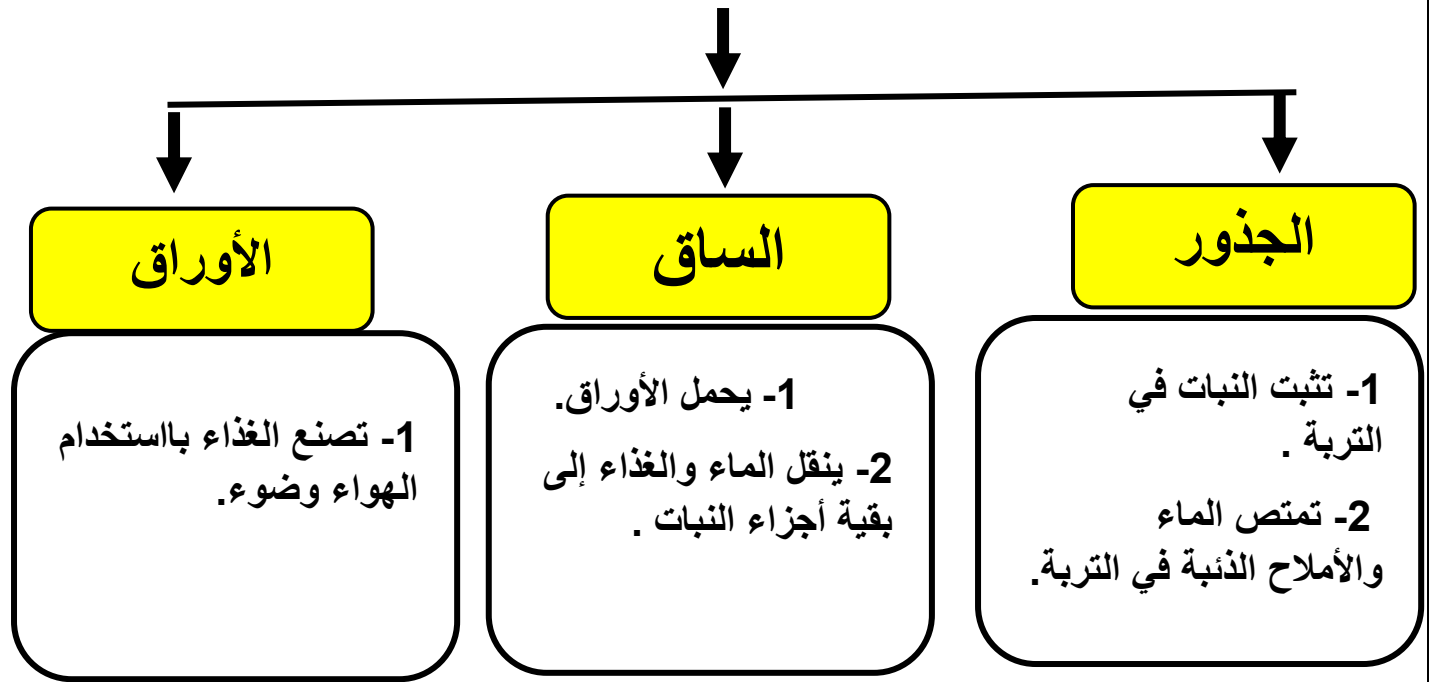 الجذور
1- تثبت النبات في
التربة .
2- تمتص الماء
والأملاح الذئبة في التربة.
الساق
1- يحمل الأوراق.
2- ينقل الماء والغذاء إلى
بقية أجزاء النبات .
الأوراق
1- تصنع الغذاء بااستخدام
الهواء وضوء.